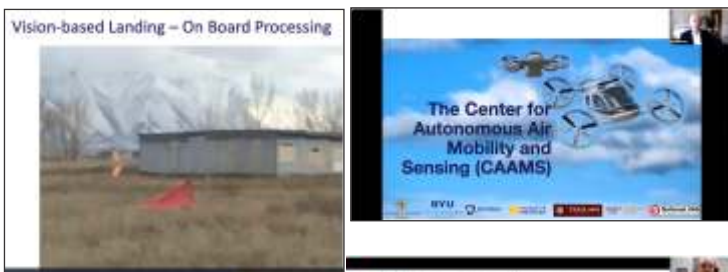 Vision-based Landing – On Board Processing
The Center for
Autonomous Air
Mobility and
Sensing (CAAMS)
BYU